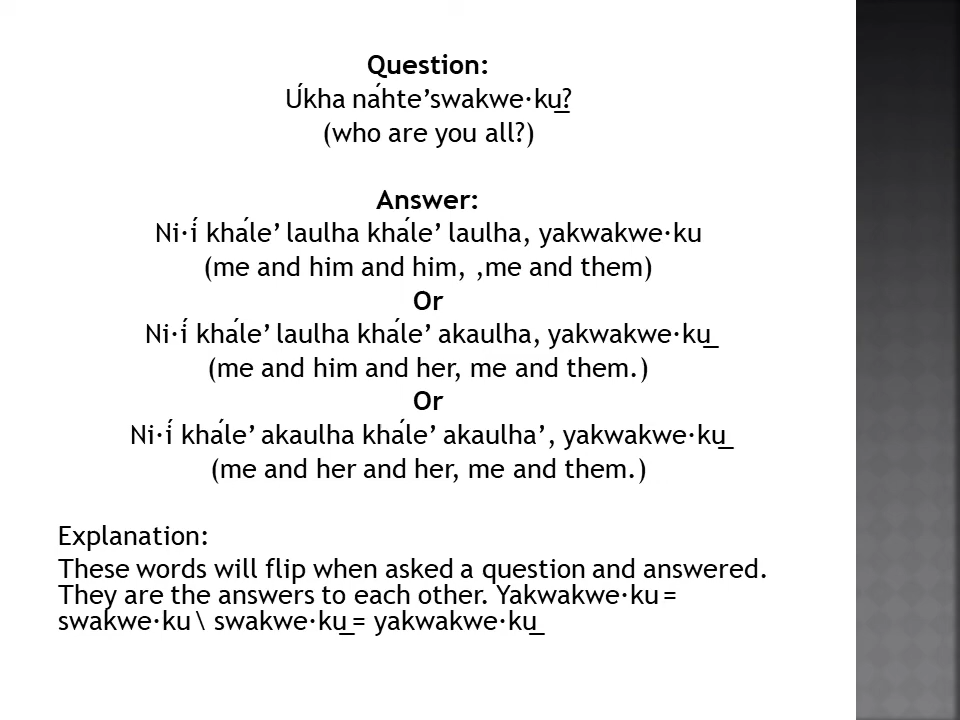 Question:
Úkha náhte’swakwe·ku̲?
(who are you all?)
Answer:
Ni·í khále’ laulha khále’ laulha, yakwakwe·ku
(me and him and him, ,me and them)
Or
Ni·í khále’ laulha khále’ akaulha, yakwakwe·ku̲
(me and him and her, me and them.)
Or
Ni·í khále’ akaulha khále’ akaulha’, yakwakwe·ku̲
(me and her and her, me and them.)
Explanation:
These words will flip when asked a question and answered.
They are the answers to each other. Yakwakwe·ku =
swakwe·ku \ swakwe·ku̲ = yakwakwe·ku̲